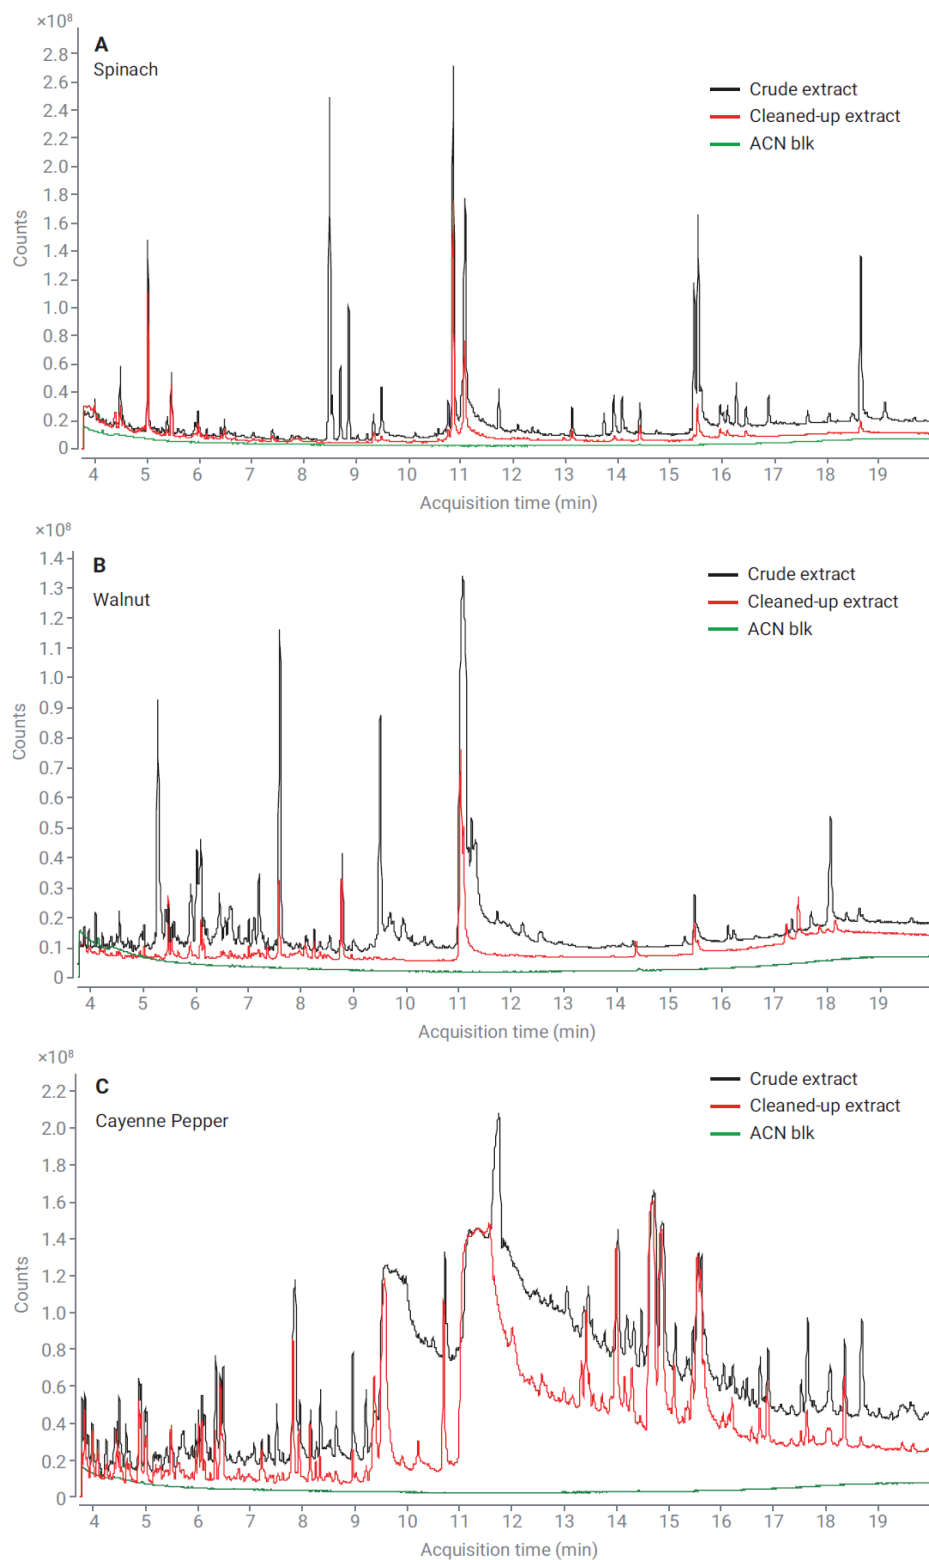 ×10⁸
A
Spinach
Crude extract
Cleaned-up extract
ACN blk
Counts
2.8
2.6
2.4
2.2
2.0
1.8
1.6
1.4
1.2
1.0
0.8
0.6
0.4
0.2
0
4 5 6 7 8 9 10 11 12 13 14 15 16 17 18 19
Acquisition time (min)
×10⁸
B
Walnut
Crude extract
Cleaned-up extract
ACN blk
Counts
1.4
1.3
1.2
1.1
1.0
0.9
0.8
0.7
0.6
0.5
0.4
0.3
0.2
0.1
0
4 5 6 7 8 9 10 11 12 13 14 15 16 17 18 19
Acquisition time (min)
×10⁸
C
Cayenne Pepper
Crude extract
Cleaned-up extract
ACN blk
Counts
2.2
2.0
1.8
1.6
1.4
1.2
1.0
0.8
0.6
0.4
0.2
0
4 5 6 7 8 9 10 11 12 13 14 15 16 17 18 19
Acquisition time (min)